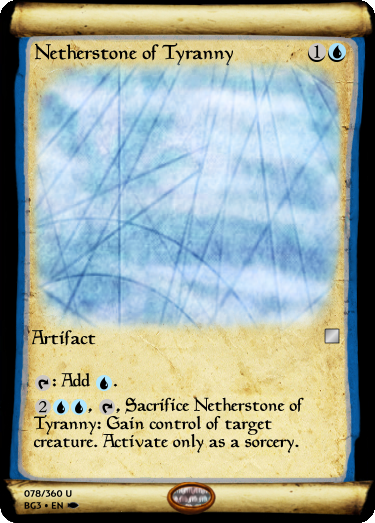 Netherstone of Tyranny 1
Artifact
: Add .
2 , , Sacrifice Netherstone of
Tyranny: Gain control of target
creature. Activate only as a sorcery.
078/360 U
BG3 • EN